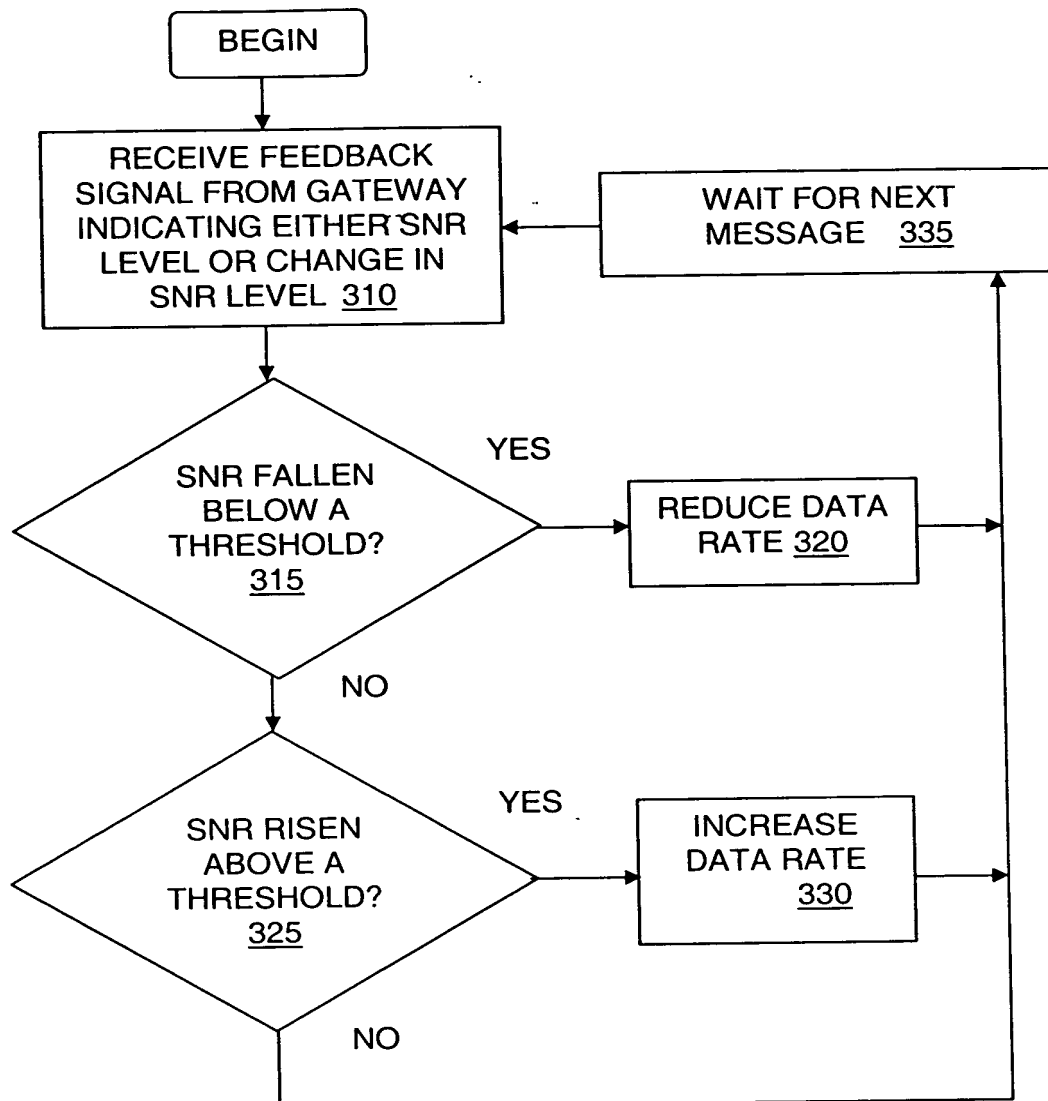 BEGIN
RECEIVE FEEDBACK
SIGNAL FROM GATEWAY
INDICATING EITHER SNR
LEVEL OR CHANGE IN
SNR LEVEL 310
WAIT FOR NEXT
MESSAGE 335
SNR FALLEN
BELOW A
THRESHOLD?
315
YES
REDUCE DATA
RATE 320
NO
SNR RISEN
ABOVE A
THRESHOLD?
325
YES
INCREASE
DATA RATE
330
NO